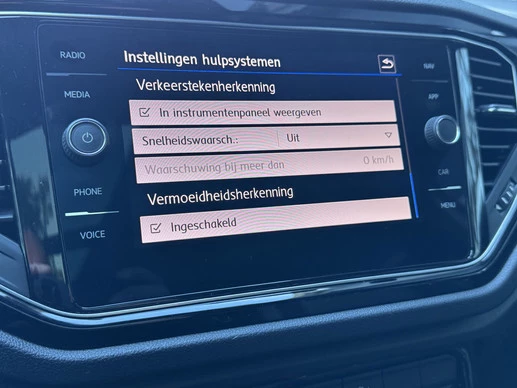 RADIO
MEDIA
PHONE
VOICE
Instellingen hulpsystemen
Verkeerstekenherkenning
In instrumentenpaneel weergeven
Snelheidswaarsch.: Uit
Waarschuwing bij meer dan 0 km/h
Vermoeidheidsherkenning
Ingeschakeld
NAV
APP
CAR
MENU